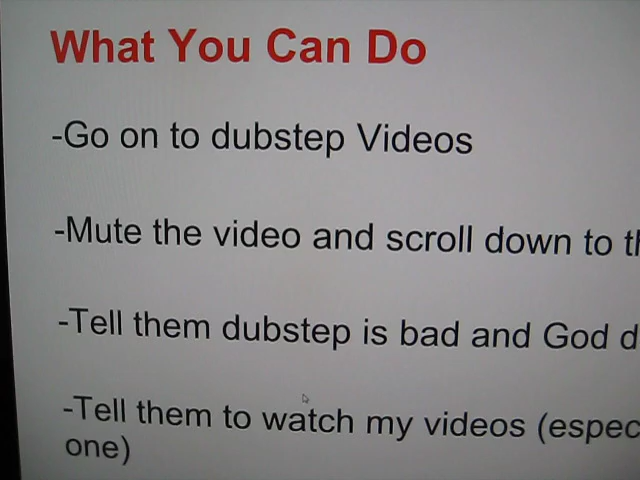 What You Can Do
-Go on to dubstep Videos
-Mute the video and scroll down to
-Tell them dubstep is bad and God
-Tell them to watch my videos
one)